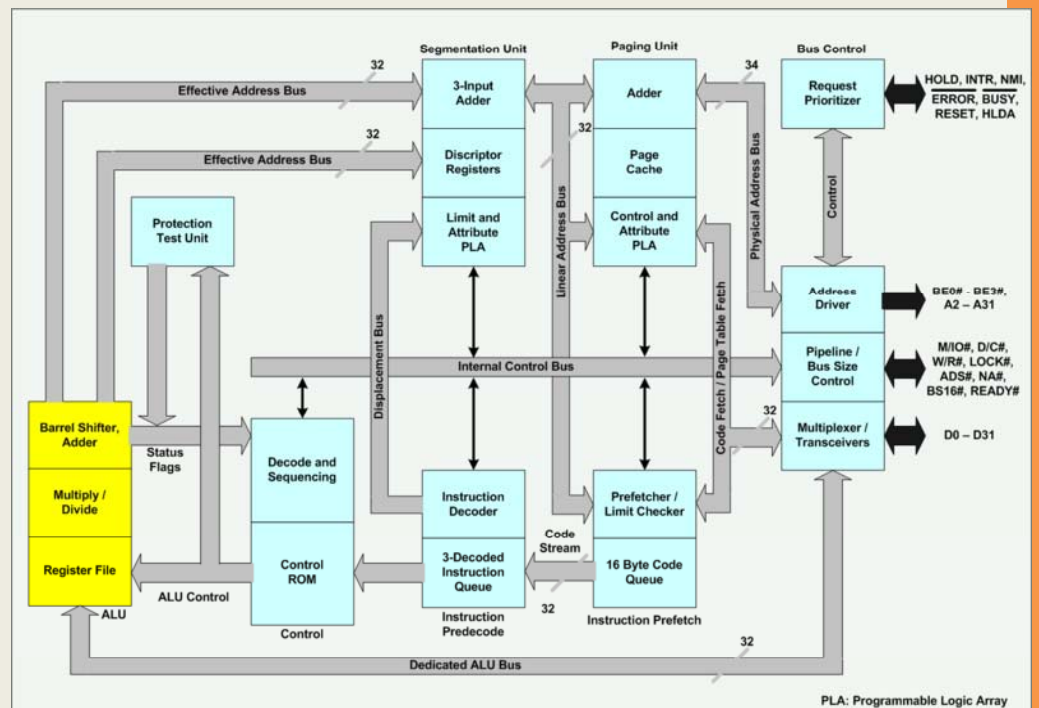 Segmentation Unit
Paging Unit
Bus Control
32
34
Effective Address Bus
3-Input
Adder
Adder
Request
Prioritizer
HOLD, INTR, NMI,
ERROR, BUSY,
RESET, HLDA
32
32
Effective Address Bus
Discriptor
Registers
Page
Cache
Protection
Test Unit
Limit and
Attribute
PLA
Control and
Attribute
PLA
Linear Address Bus
Physical Address Bus
Control
Displacement Bus
Code Fetch / Page Table Fetch
Address
Driver
BE0# - BE3#,
A2 – A31
Internal Control Bus
Pipeline /
Bus Size
Control
M/IO#, D/C#,
W/R#, LOCK#,
ADS#, NA#,
BS16#, READY#
Barrel Shifter,
Adder
Status
Flags
32
Multiplexer /
Transceivers
D0 – D31
Decode and
Sequencing
Multiply /
Divide
Instruction
Decoder
Prefetcher /
Limit Checker
Code
Stream
Register File
Control
ROM
3-Decoded
Instruction
Queue
16 Byte Code
Queue
ALU Control
32
ALU
Control
Instruction
Predecode
Instruction Prefetch
32
Dedicated ALU Bus
PLA: Programmable Logic Array